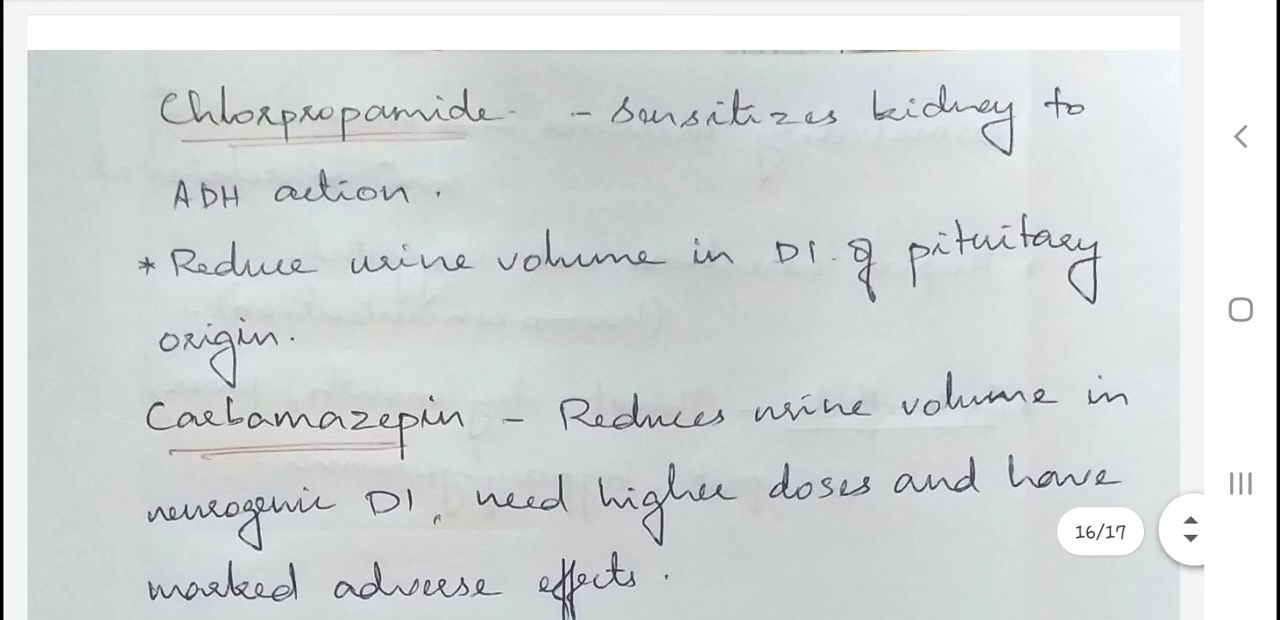 Chlorpropamide - Sensitizes kidney to
ADH action.
* Reduce urine volume in DI. of pituitary
origin.
Carbamazepin - Reduces urine volume in
neurogenic DI, need higher doses and have
marked adverse effects.
16/17